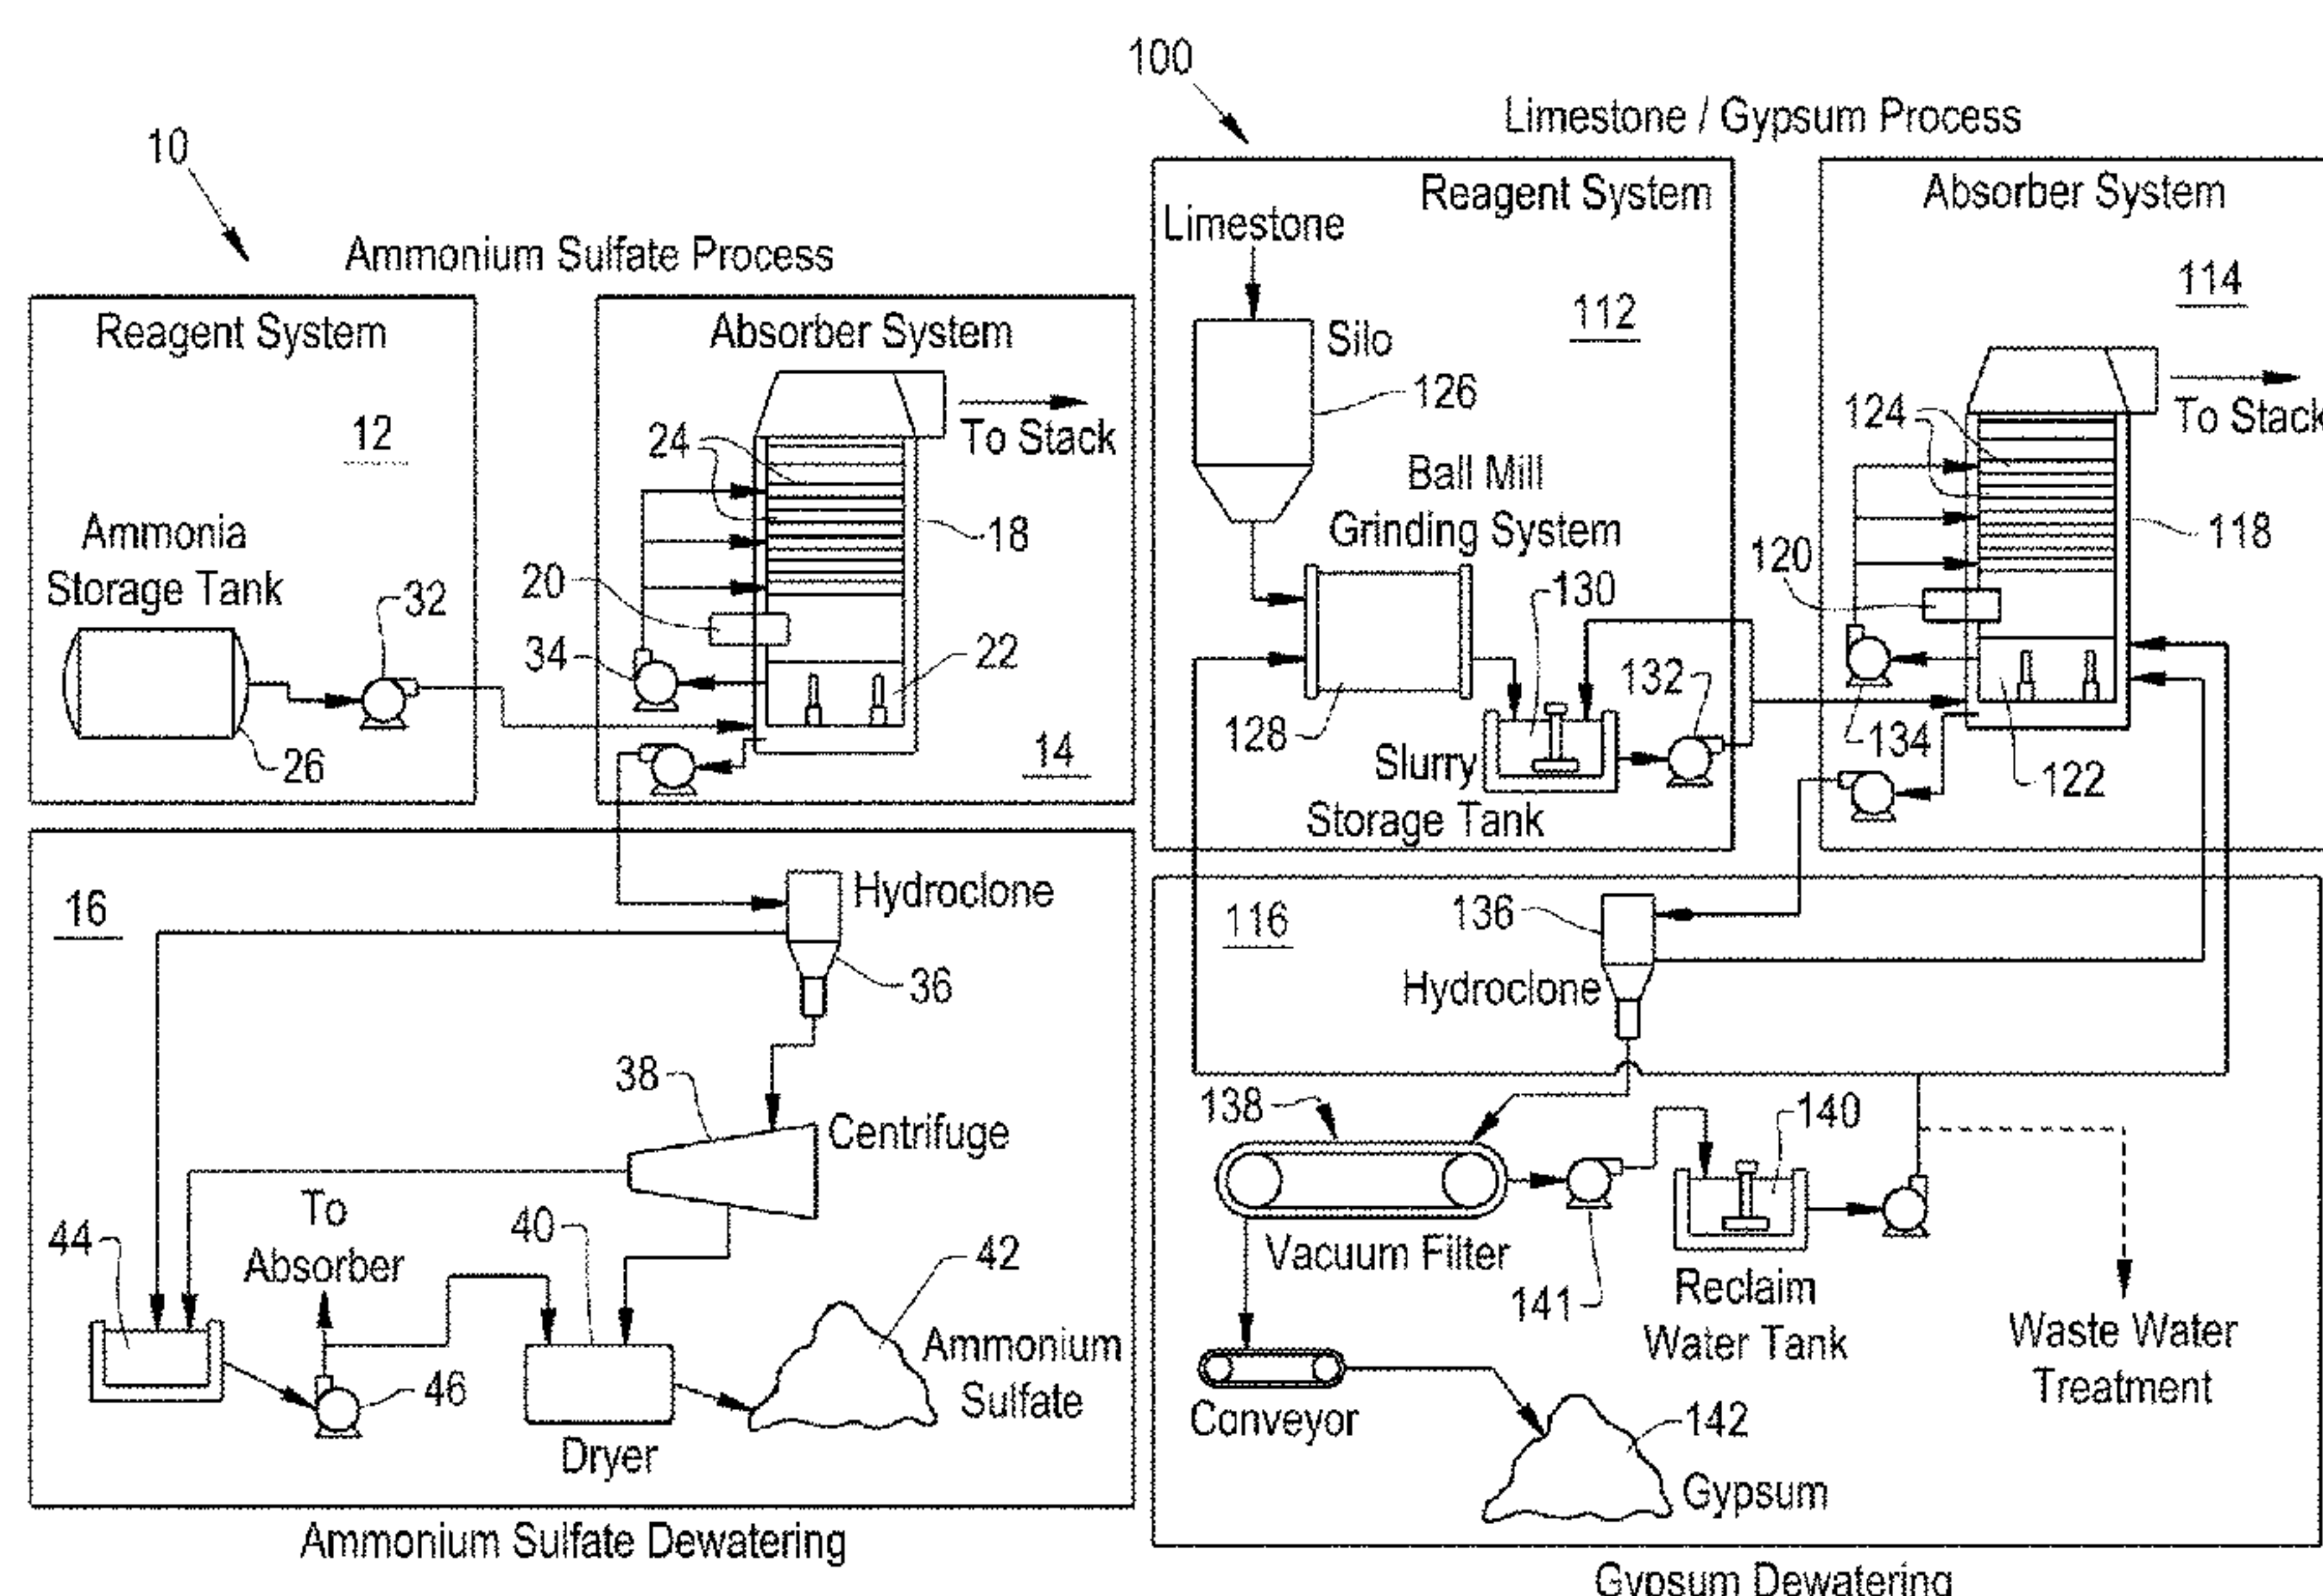 100
Limestone / Gypsum Process
10
Ammonium Sulfate Process
Reagent System
12
Ammonia
Storage Tank
32
26
Absorber System
24
To Stack
18
20
34
22
14
16
Hydroclone
36
38
Centrifuge
To
Absorber
44
40
42
46
Ammonium
Sulfate
Dryer
Ammonium Sulfate Dewatering
Reagent System
Limestone
112
Silo
126
Ball Mill
Grinding System
130
132
128
Slurry
Storage Tank
Absorber System
114
124
To Stack
118
120
134
122
116
136
Hydroclone
138
140
Vacuum Filter
141
Reclaim
Water Tank
Waste Water
Treatment
Conveyor
142
Gypsum
Gypsum Dewatering